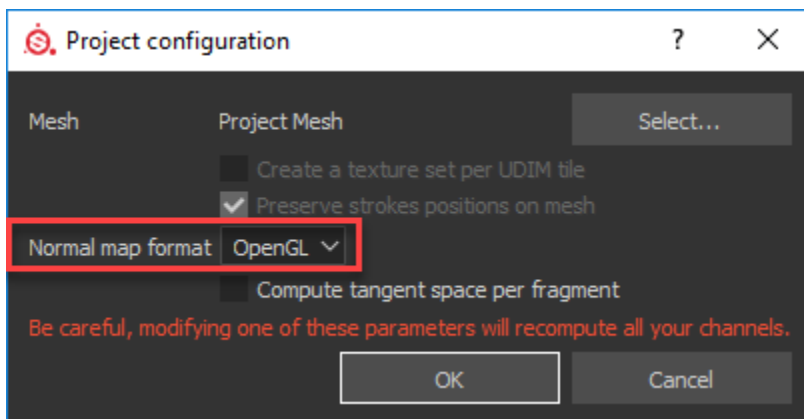 Project configuration
Mesh Project Mesh Select...
Create a texture set per UDIM tile
Preserve strokes positions on mesh
Normal map format OpenGL
Compute tangent space per fragment
Be careful, modifying one of these parameters will recompute all your channels.
OK Cancel